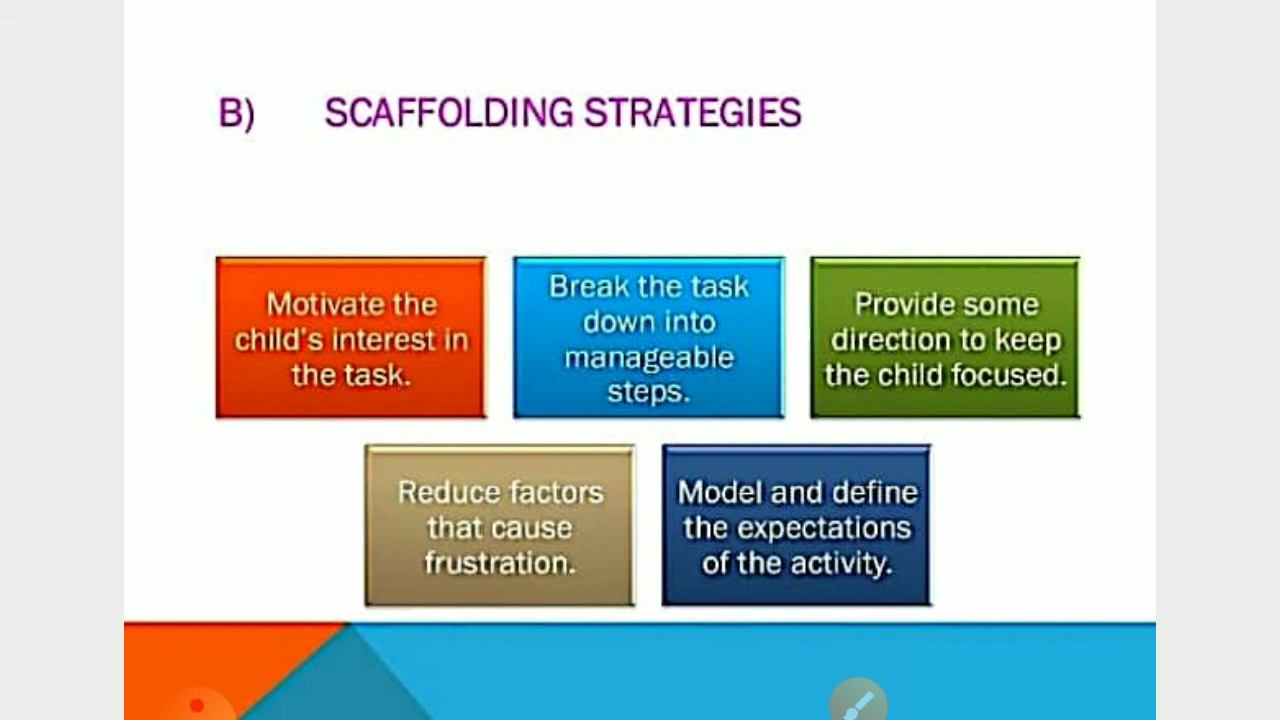 B) SCAFFOLDING STRATEGIES
Motivate the
child's interest in
the task.
Break the task
down into
manageable
steps.
Provide some
direction to keep
the child focused.
Reduce factors
that cause
frustration.
Model and define
the expectations
of the activity.